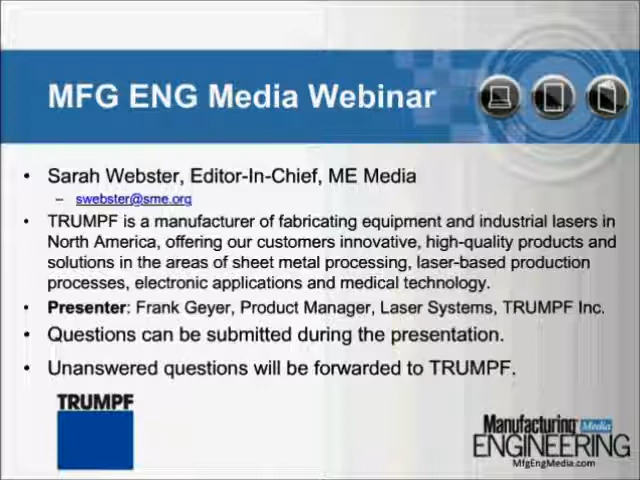 MFG ENG Media Webinar
• Sarah Webster, Editor-In-Chief, ME Media
– swebster@sme.org
• TRUMPF is a manufacturer of fabricating equipment and industrial lasers in
North America, offering our customers innovative, high-quality products and
solutions in the areas of sheet metal processing, laser-based production
processes, electronic applications and medical technology.
• Presenter: Frank Geyer, Product Manager, Laser Systems, TRUMPF Inc.
• Questions can be submitted during the presentation.
• Unanswered questions will be forwarded to TRUMPF.
TRUMPF
Manufacturing Media
ENGINEERING
MfgEngMedia.com